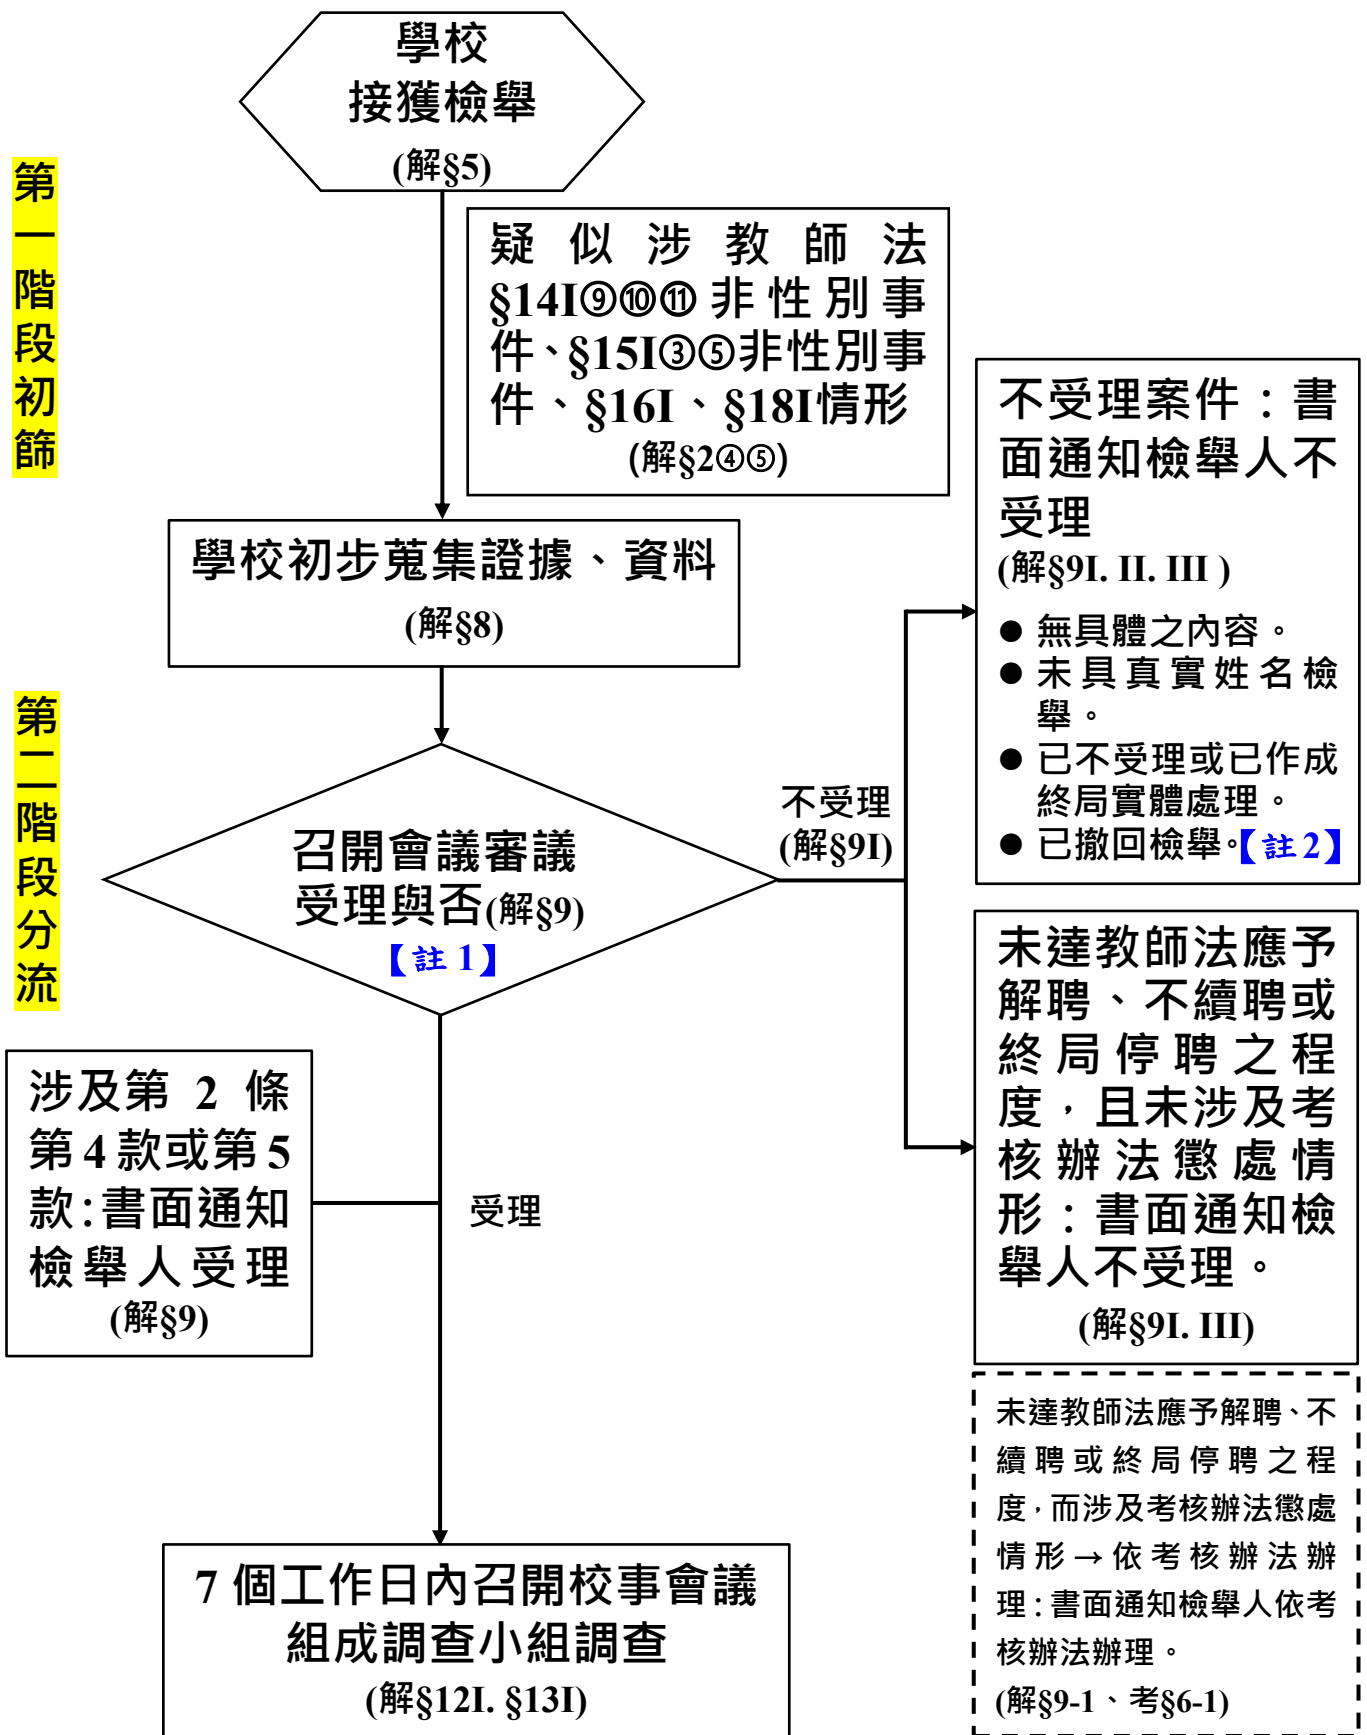 學校
接獲檢舉
(解§5)
第一階段初篩
疑似涉教師法
§14I⑨⑩⑪非性別事
件、§15I③⑤非性別事
件、§16I、§18I情形
(解§2④⑤)
學校初步蒐集證據、資料
(解§8)
不受理案件：書
面通知檢舉人不
受理
(解§9I. II. III )
● 無具體之內容。
● 未具真實姓名檢
舉。
● 已不受理或已作成
終局實體處理。
● 已撤回檢舉。【註2】
第二階段分流
召開會議審議
受理與否(解§9)
【註1】
不受理
(解§9I)
未達教師法應予
解聘、不續聘或
終局停聘之程
度，且未涉及考
核辦法懲處情
形：書面通知檢
舉人不受理。
(解§9I. III)
涉及第 2 條
第4款或第5
款：書面通知
檢舉人受理
(解§9)
受理
未達教師法應予解聘、不
續聘或終局停聘之程
度，而涉及考核辦法懲處
情形→依考核辦法辦
理：書面通知檢舉人依考
核辦法辦理。
(解§9-1、考§6-1)
7 個工作日內召開校事會議
組成調查小組調查
(解§12I. §13I)